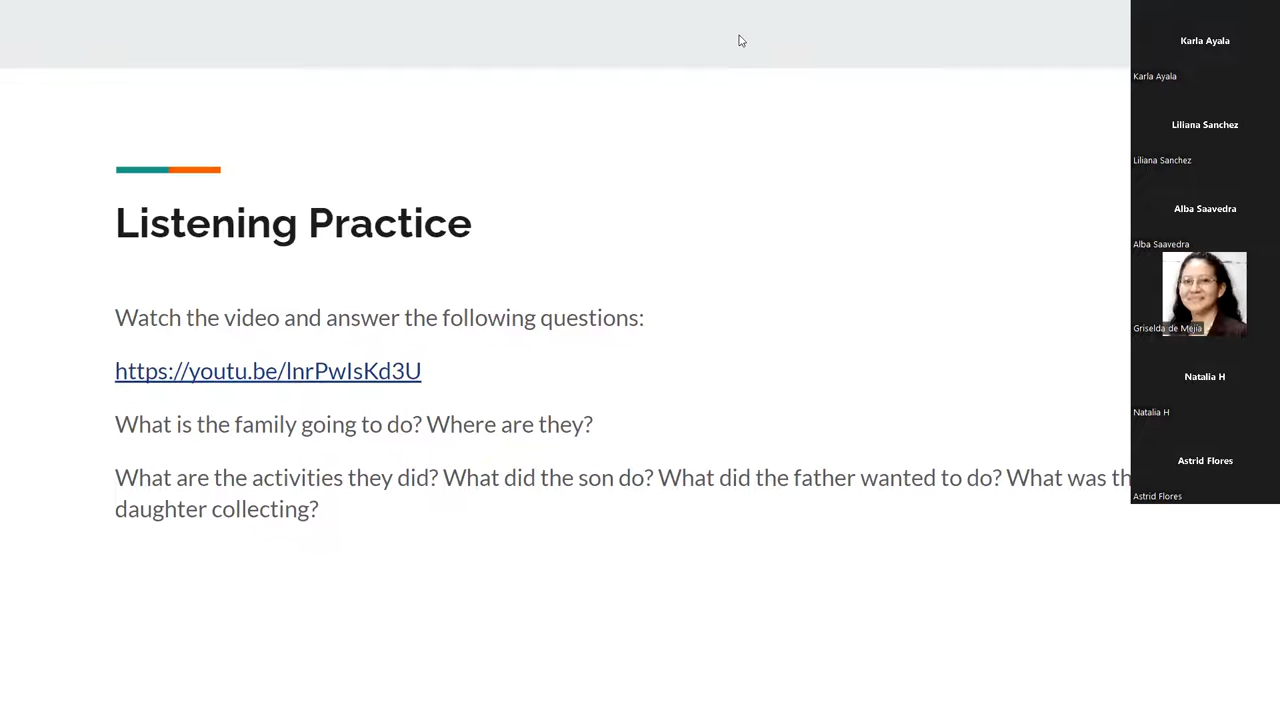 Listening Practice
Watch the video and answer the following questions:
https://youtu.be/lnrPwIsKd3U
What is the family going to do? Where are they?
What are the activities they did? What did the son do? What did the father wanted to do? What was th
daughter collecting?
Karla Ayala
Karla Ayala
Liliana Sanchez
Liliana Sanchez
Alba Saavedra
Alba Saavedra
Griselda de Mejia
Natalia H
Natalia H
Astrid Flores
Astrid Flores